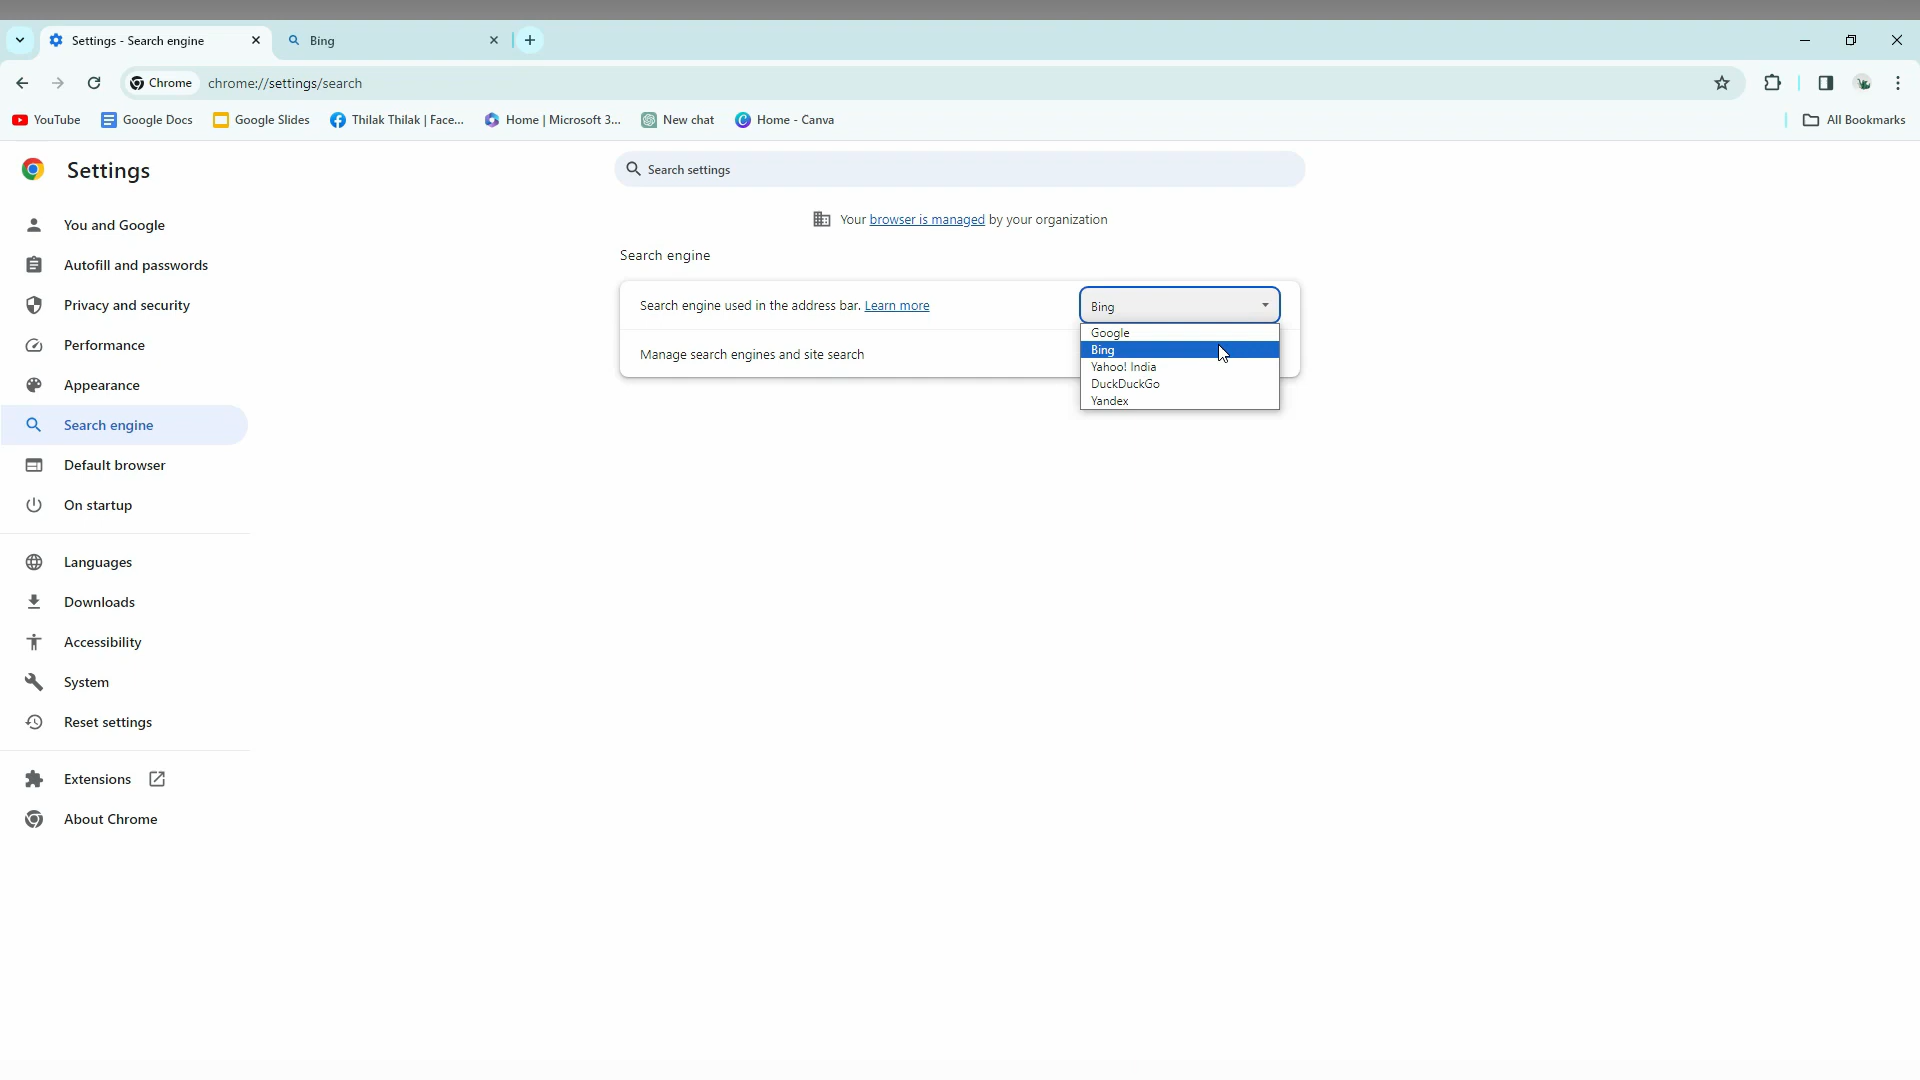 Settings - Search engine
Bing
Chrome chrome://settings/search
YouTube Google Docs Google Slides Thilak Thilak | Face... Home | Microsoft 3... New chat Home - Canva All Bookmarks
Settings
Search settings
Your browser is managed by your organization
Search engine
Search engine used in the address bar. Learn more
Bing
Google
Bing
Yahoo! India
DuckDuckGo
Yandex
Manage search engines and site search
You and Google
Autofill and passwords
Privacy and security
Performance
Appearance
Search engine
Default browser
On startup
Languages
Downloads
Accessibility
System
Reset settings
Extensions
About Chrome